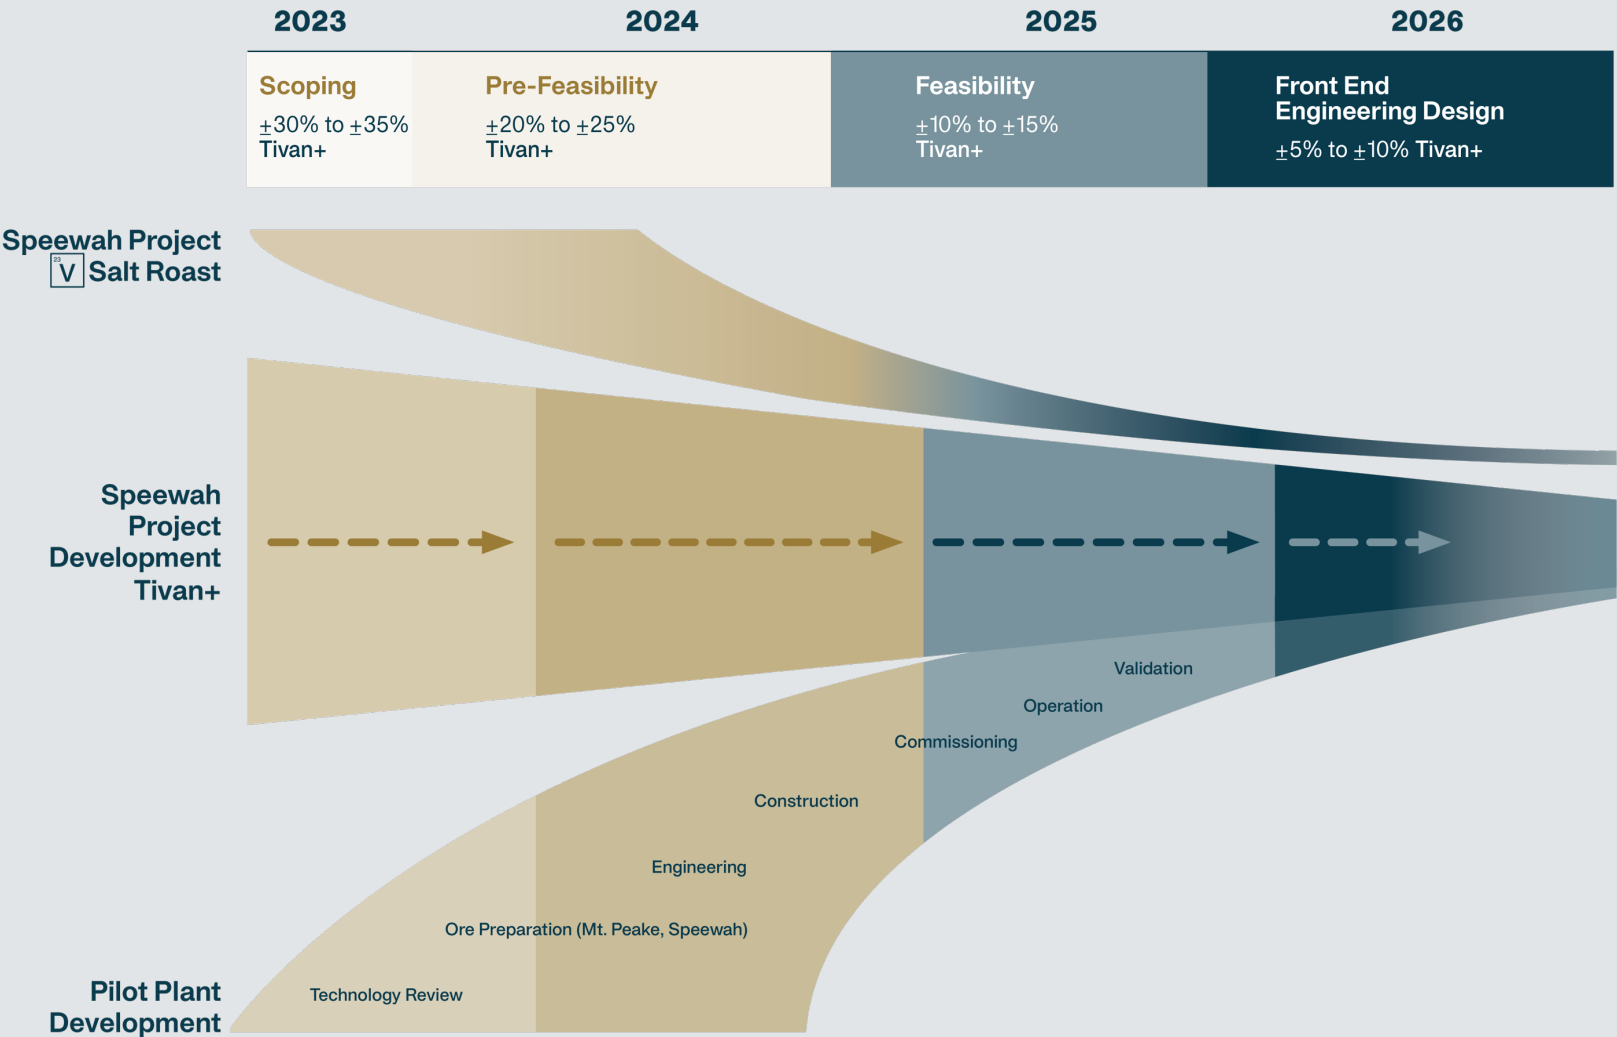 2023 2024 2025 2026
Scoping
±30% to ±35%
Tivan+
Pre-Feasibility
±20% to ±25%
Tivan+
Feasibility
±10% to ±15%
Tivan+
Front End
Engineering Design
±5% to ±10% Tivan+
Speewah Project
23
V Salt Roast
Speewah
Project
Development
Tivan+
Validation
Operation
Commissioning
Construction
Engineering
Ore Preparation (Mt. Peake, Speewah)
Technology Review
Pilot Plant
Development